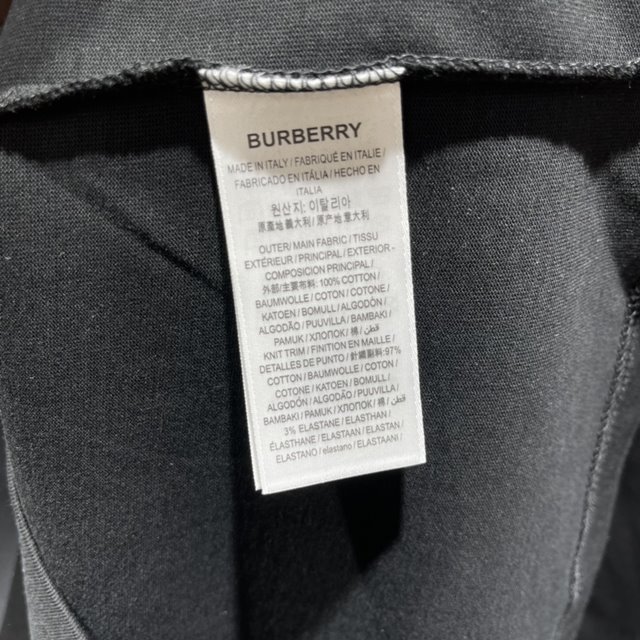 BURBERRY
MADE IN ITALY / FABRIQUÉ EN ITALIE /
FABRICADO EN ITÁLIA / HECHO EN
ITALIA
원산지: 이탈리아
原產地 義大利 / 原产地 意大利
OUTER/ MAIN FABRIC / TISSU
EXTÉRIEUR / PRINCIPAL / EXTERIOR -
COMPOSICION PRINCIPAL /
外部/主要布料: 100% COTTON /
BAUMWOLLE / COTON / COTONE /
KATOEN / BOMULL / ALGODÓN /
ALGODÃO / PUUVILLA / BAMBAKI /
PAMUK / ХЛОПОК / 棉 / قطن /
KNIT TRIM / FINITION EN MAILLE /
DETALLES DE PUNTO / 針織副料: 97%
COTTON / BAUMWOLLE / COTON /
COTONE / KATOEN / BOMULL /
ALGODÓN / ALGODÃO / PUUVILLA /
BAMBAKI / PAMUK / ХЛОПОК / 棉 / قطن /
3% ELASTANE / ELASTHAN /
ÉLASTHANE / ELASTAAN / ELASTAN /
ELASTANO / elastano / ELASTAANI /